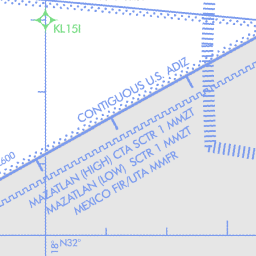 KL15I
CONTIGUOUS U.S. ADIZ
MAZATLAN (HIGH) CTA SCTR 1 MMZT
MAZATLAN (LOW) SCTR 1 MMZT
MEXICO FIR/UTA MMFR
N32°